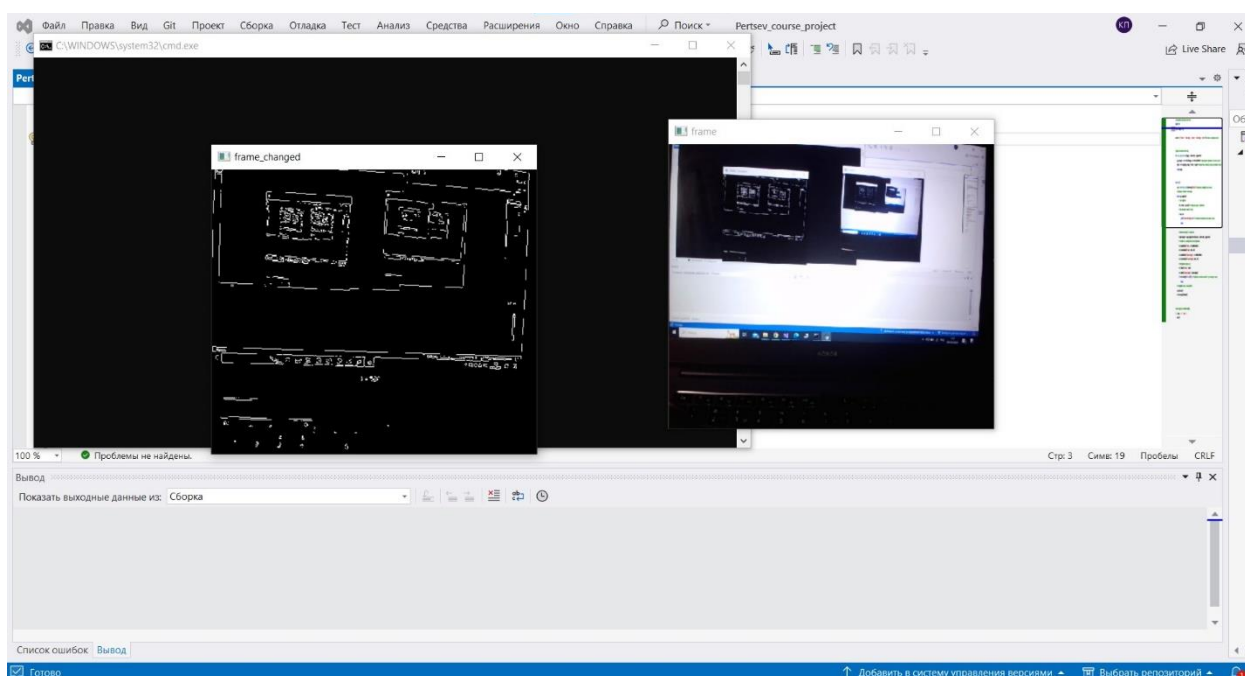 Файл Правка Вид Git Проект Сборка Отладка Тест Анализ Средства Расширения Окно Справка Поиск Pertsev_course_project КП
C:\WINDOWS\system32\cmd.exe
Live Share
frame
frame_changed
100 % Проблемы не найдены. Стр: 3 Симв: 19 Пробелы CRLF
Вывод
Показать выходные данные из: Сборка
Список ошибок Вывод
Готово Добавить в систему управления версиями Выбрать репозиторий